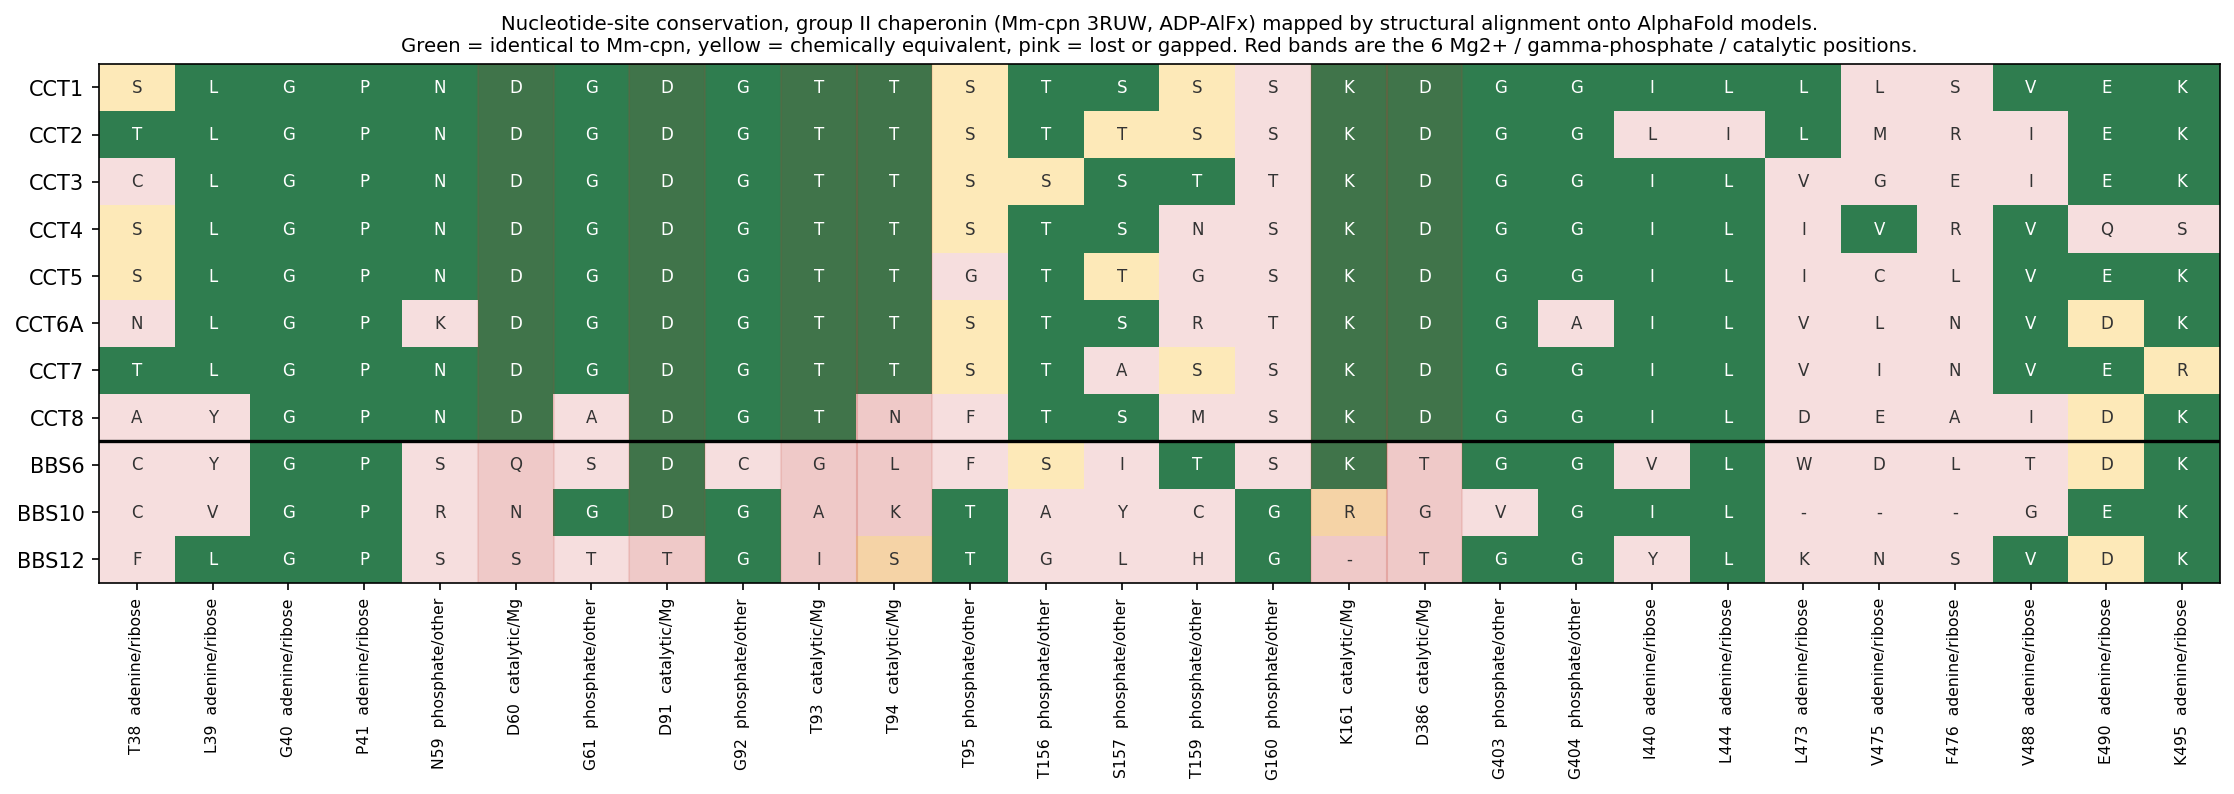 Nucleotide-site conservation, group II chaperonin (Mm-cpn 3RUW, ADP-AlFx) mapped by structural alignment onto AlphaFold models.
Green = identical to Mm-cpn, yellow = chemically equivalent, pink = lost or gapped. Red bands are the 6 Mg2+ / gamma-phosphate / catalytic positions.
CCT1 S L G P N D G D G T T S T S S S K D G G I L L L S V E K
CCT2 T L G P N D G D G T T S T T S S K D G G L I L M R I E K
CCT3 C L G P N D G D G T T S S S T T K D G G I L V G E I E K
CCT4 S L G P N D G D G T T S T S N S K D G G I L I V R V Q S
CCT5 S L G P N D G D G T T G T T G S K D G G I L I C L V E K
CCT6A N L G P K D G D G T T S T S R T K D G A I L V L N V D K
CCT7 T L G P N D G D G T T S T A S S K D G G I L V I N V E R
CCT8 A Y G P N D A D G T N F T S M S K D G G I L D E A I D K
BBS6 C Y G P S Q S D C G L F S I T S K T G G V L W D L T D K
BBS10 C V G P R N G D G A K T A Y C G R G V G I L - - - G E K
BBS12 F L G P S S T T G I S T G L H G - T G G Y L K N S V D K
T38 adenine/ribose
L39 adenine/ribose
G40 adenine/ribose
P41 adenine/ribose
N59 phosphate/other
D60 catalytic/Mg
G61 phosphate/other
D91 catalytic/Mg
G92 phosphate/other
T93 catalytic/Mg
T94 catalytic/Mg
T95 phosphate/other
T156 phosphate/other
S157 phosphate/other
T159 phosphate/other
G160 phosphate/other
K161 catalytic/Mg
D386 catalytic/Mg
G403 phosphate/other
G404 phosphate/other
I440 adenine/ribose
L444 adenine/ribose
L473 adenine/ribose
V475 adenine/ribose
F476 adenine/ribose
V488 adenine/ribose
E490 adenine/ribose
K495 adenine/ribose